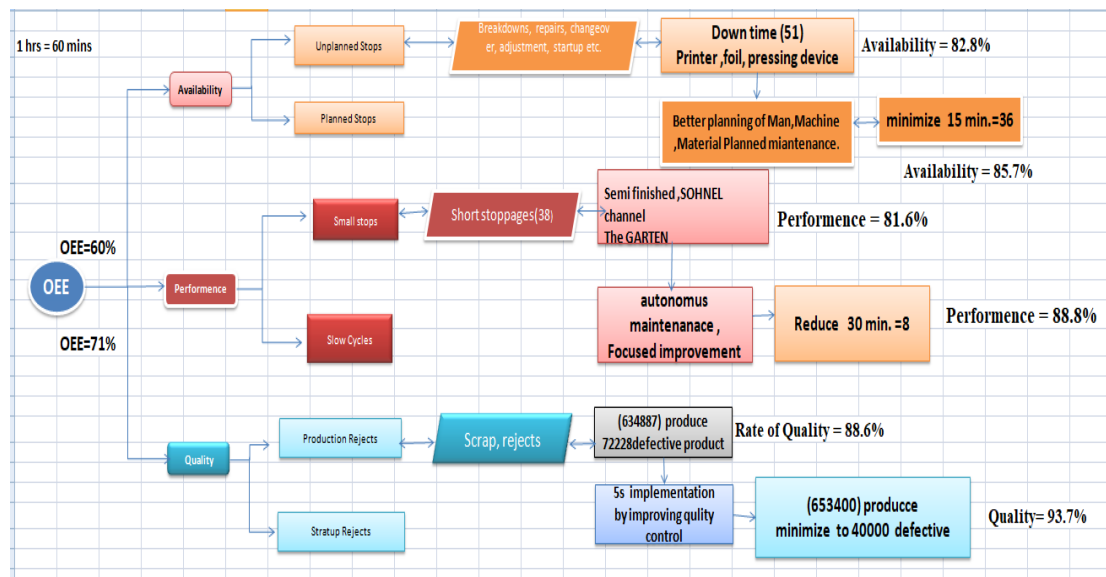 1 hrs = 60 mins
Unplanned Stops
Breakdowns, repairs, changeov
er, adjustment, startup etc.
Down time (51)
Printer ,foil, pressing device
Availability = 82.8%
Availability
Planned Stops
Better planning of Man,Machine
,Material Planned miantenance.
minimize 15 min.=36
Availability = 85.7%
Small stops
Short stoppages(38)
Semi finished ,SOHNEL
channel
The GARTEN
Performence = 81.6%
OEE=60%
OEE
Performence
OEE=71%
Slow Cycles
autonomus
maintenanace ,
Focused improvement
Reduce 30 min. =8
Performence = 88.8%
Production Rejects
Scrap, rejects
(634887) produce
72228defective product
Rate of Quality = 88.6%
Quality
Stratup Rejects
5s implementation
by improving qulity
control
(653400) producce
minimize to 40000 defective
Quality= 93.7%